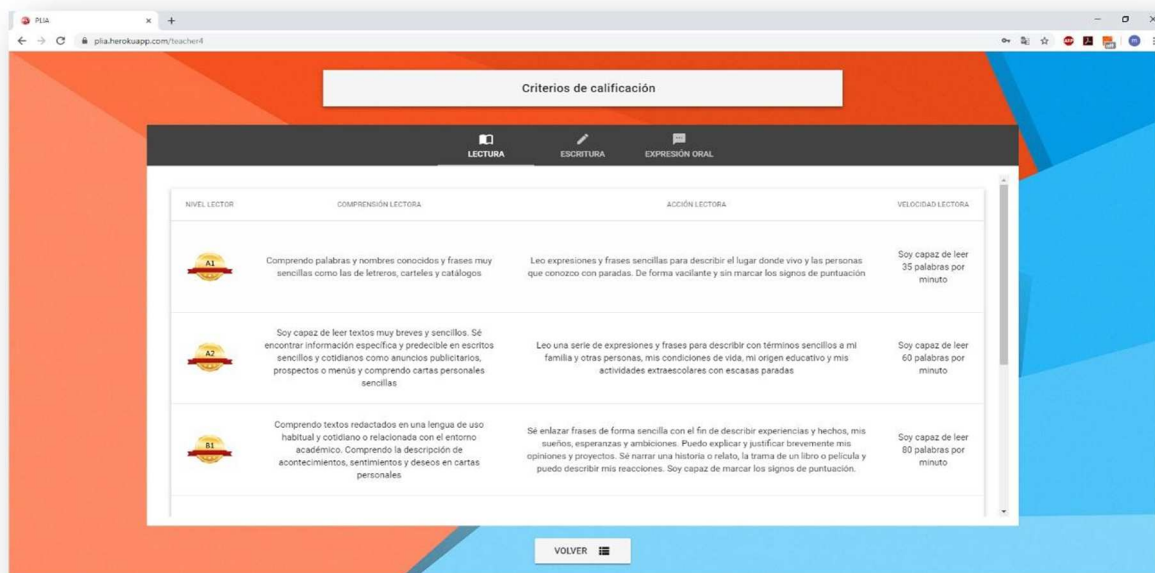 PLIA
plia.herokuapp.com/teacher4
Criterios de calificación
LECTURA
ESCRITURA
EXPRESIÓN ORAL
NIVEL LECTOR
COMPRENSIÓN LECTORA
ACCIÓN LECTORA
VELOCIDAD LECTORA
A1
Comprendo palabras y nombres conocidos y frases muy
sencillas como las de letreros, carteles y catálogos
Leo expresiones y frases sencillas para describir el lugar donde vivo y las personas
que conozco con paradas. De forma vacilante y sin marcar los signos de puntuación
Soy capaz de leer
35 palabras por
minuto
A2
Soy capaz de leer textos muy breves y sencillos. Sé
encontrar información específica y predecible en escritos
sencillos y cotidianos como anuncios publicitarios,
prospectos o menús y comprendo cartas personales
sencillas
Leo una serie de expresiones y frases para describir con términos sencillos a mi
familia y otras personas, mis condiciones de vida, mi origen educativo y mis
actividades extraescolares con escasas paradas
Soy capaz de leer
60 palabras por
minuto
B1
Comprendo textos redactados en una lengua de uso
habitual y cotidiano o relacionada con el entorno
académico. Comprendo la descripción de
acontecimientos, sentimientos y deseos en cartas
personales
Sé enlazar frases de forma sencilla con el fin de describir experiencias y hechos, mis
sueños, esperanzas y ambiciones. Puedo explicar y justificar brevemente mis
opiniones y proyectos. Sé narrar una historia o relato, la trama de un libro o película y
puedo describir mis reacciones. Soy capaz de marcar los signos de puntuación.
Soy capaz de leer
80 palabras por
minuto
VOLVER